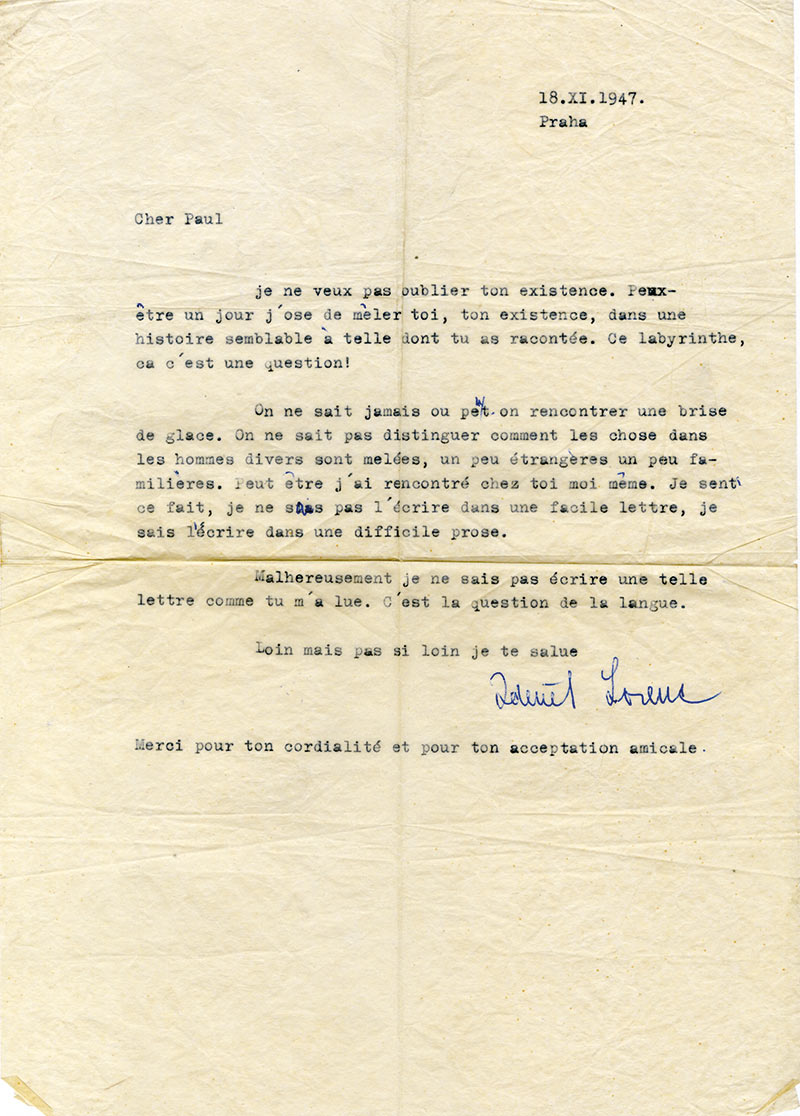 18.XI.1947.
Praha
Cher Paul
je ne veux pas oublier ton existence. Peux-
être un jour j´ose de mêler toi, ton existence, dans une
histoire semblable à telle dont tu as racontée. Ce labyrinthe,
ca c´est une question!
On ne sait jamais ou peut-on rencontrer une brise
de glace. On ne sait pas distinguer comment les chose dans
les hommes divers sont melées, un peu étrangères un peu fa-
milières. Peut être j´ai rencontré chez toi moi même. Je sent
ce fait, je ne sais pas l´écrire dans une facile lettre, je
sais l'écrire dans une difficile prose.
Malhereusement je ne sais pas écrire une telle
lettre comme tu m´a lue. C´est la question de la langue.
Loin mais pas si loin je te salue
Zdeněk Lorenc
Merci pour ton cordialité et pour ton acceptation amicale.